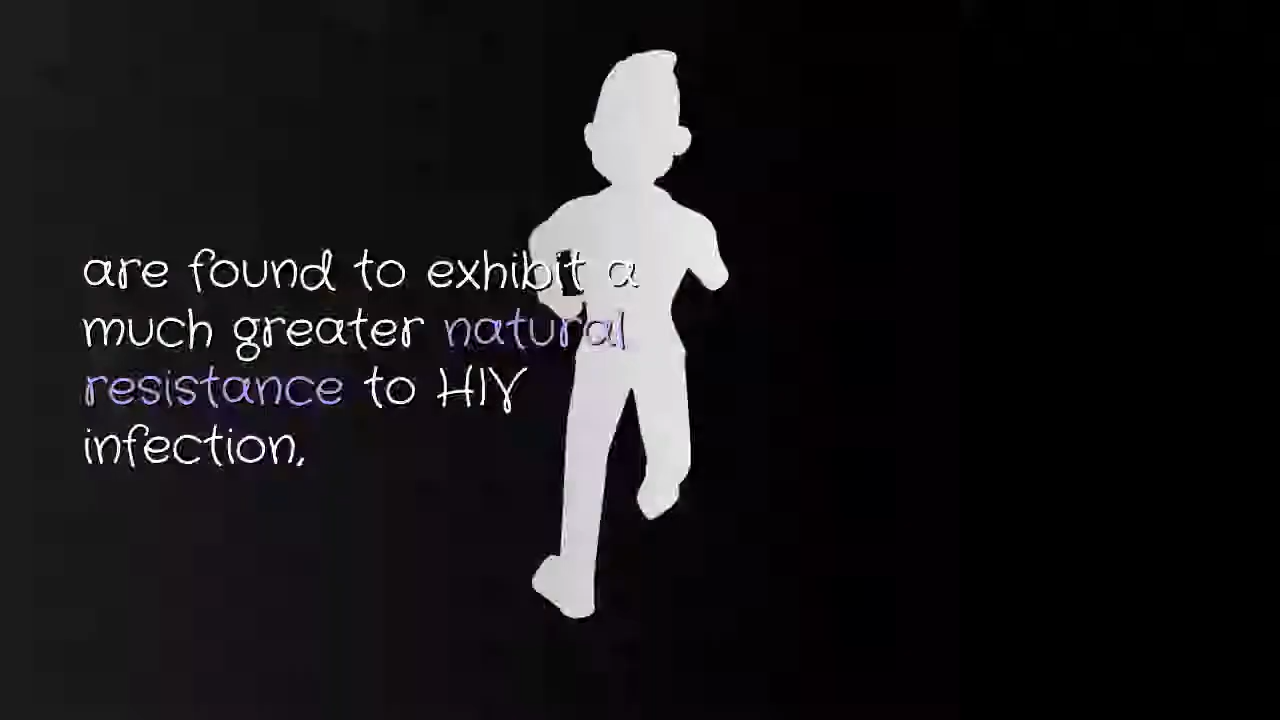 are found to exhibit a
much greater natural
resistance to HIV
infection,